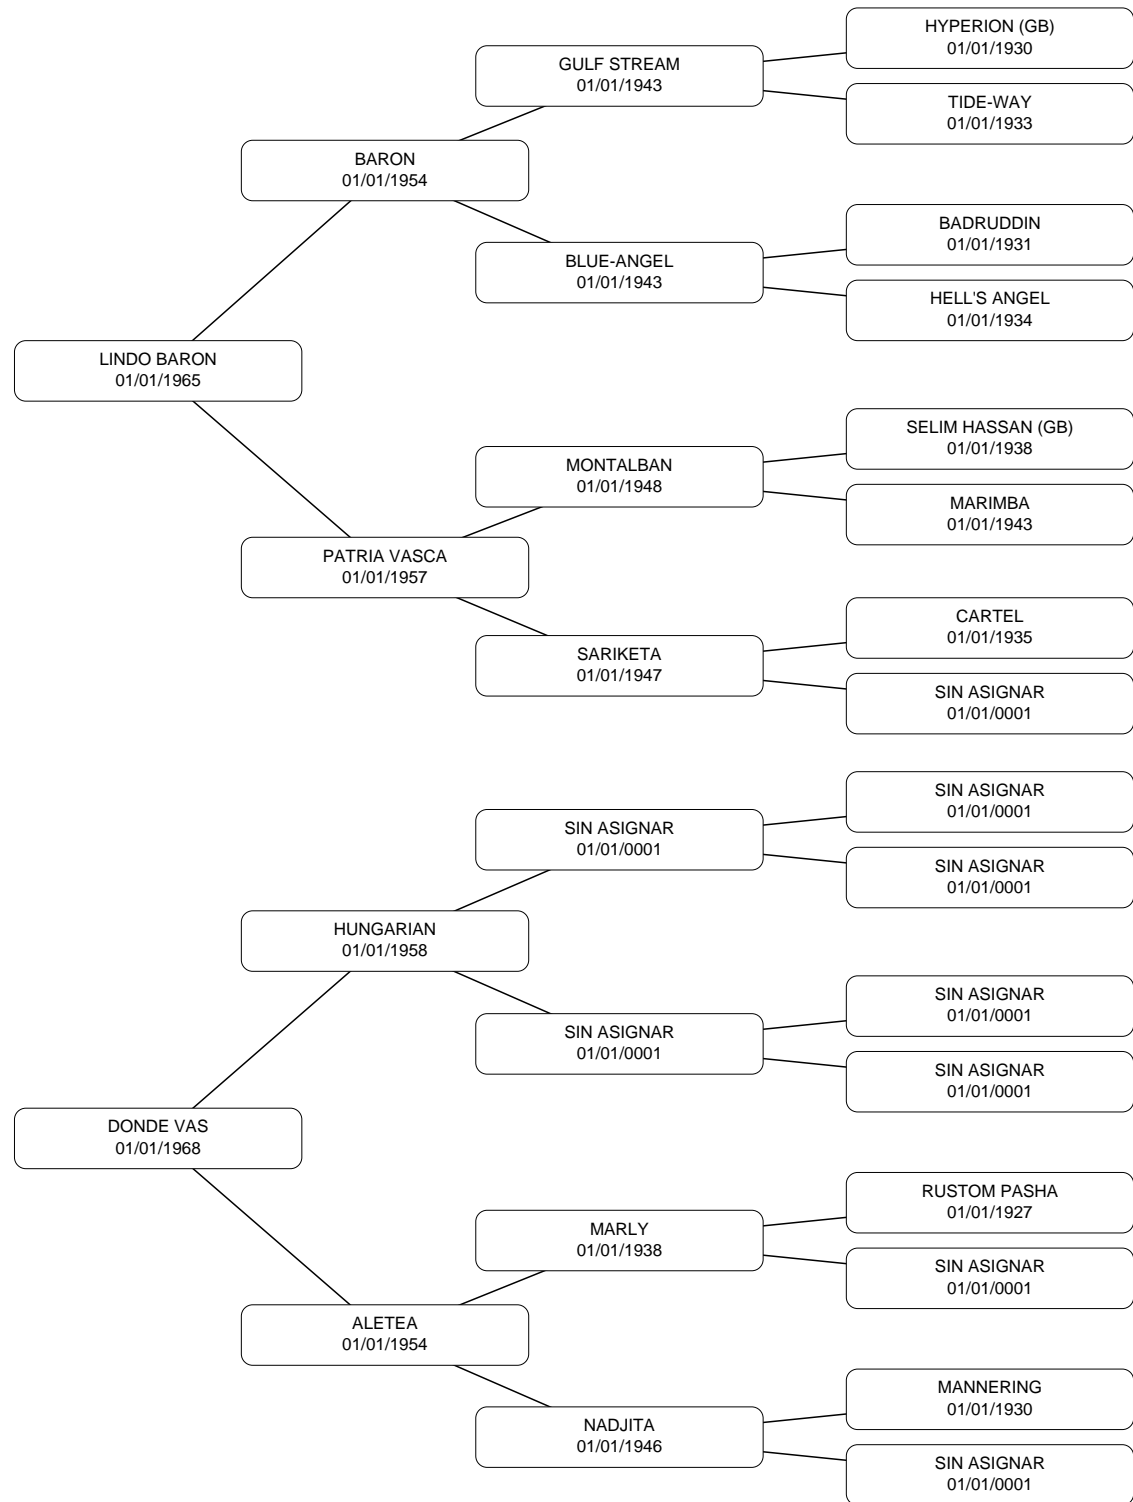 HYPERION (GB)
01/01/1930
GULF STREAM
01/01/1943
TIDE-WAY
01/01/1933
BARON
01/01/1954
BADRUDDIN
01/01/1931
BLUE-ANGEL
01/01/1943
HELL'S ANGEL
01/01/1934
LINDO BARON
01/01/1965
SELIM HASSAN (GB)
01/01/1938
MONTALBAN
01/01/1948
MARIMBA
01/01/1943
PATRIA VASCA
01/01/1957
CARTEL
01/01/1935
SARIKETA
01/01/1947
SIN ASIGNAR
01/01/0001
SIN ASIGNAR
01/01/0001
SIN ASIGNAR
01/01/0001
SIN ASIGNAR
01/01/0001
HUNGARIAN
01/01/1958
SIN ASIGNAR
01/01/0001
SIN ASIGNAR
01/01/0001
SIN ASIGNAR
01/01/0001
DONDE VAS
01/01/1968
RUSTOM PASHA
01/01/1927
MARLY
01/01/1938
SIN ASIGNAR
01/01/0001
ALETEA
01/01/1954
MANNERING
01/01/1930
NADJITA
01/01/1946
SIN ASIGNAR
01/01/0001